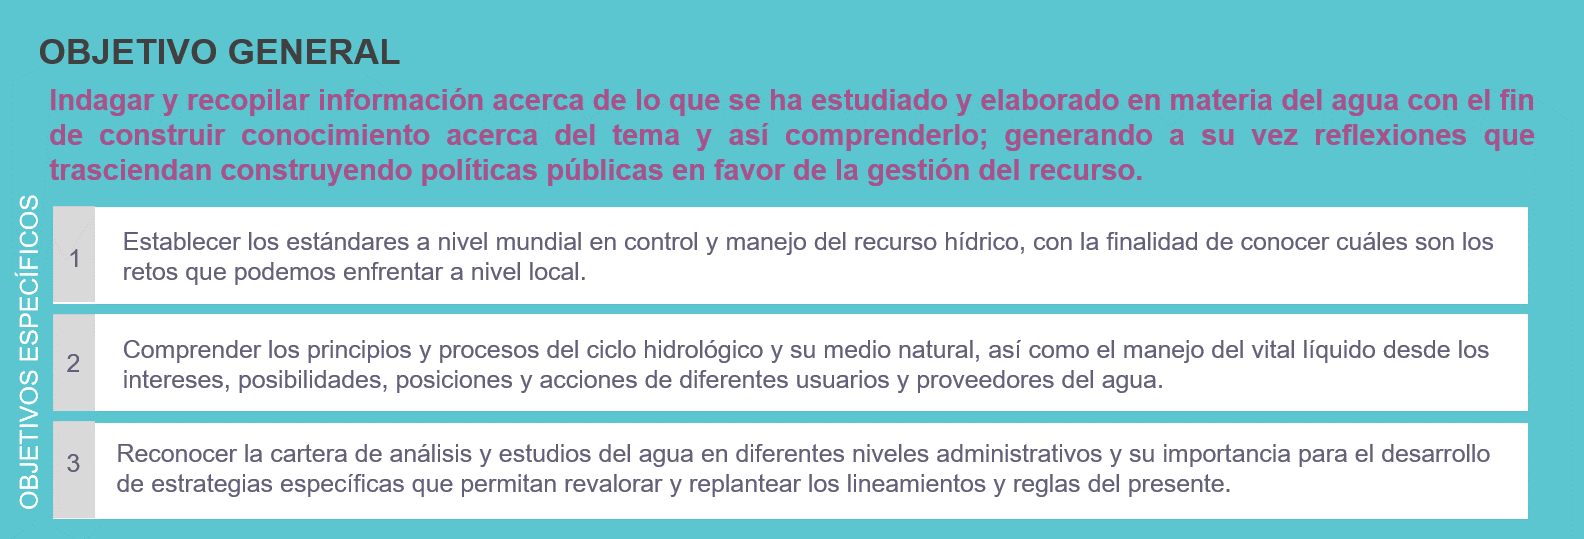 OBJETIVO GENERAL
Indagar y recopilar información acerca de lo que se ha estudiado y elaborado en materia del agua con el fin
de construir conocimiento acerca del tema y así comprenderlo; generando a su vez reflexiones que
trasciendan construyendo políticas públicas en favor de la gestión del recurso.
OBJETIVOS ESPECÍFICOS
1
Establecer los estándares a nivel mundial en control y manejo del recurso hídrico, con la finalidad de conocer cuáles son los
retos que podemos enfrentar a nivel local.
2
Comprender los principios y procesos del ciclo hidrológico y su medio natural, así como el manejo del vital líquido desde los
intereses, posibilidades, posiciones y acciones de diferentes usuarios y proveedores del agua.
3
Reconocer la cartera de análisis y estudios del agua en diferentes niveles administrativos y su importancia para el desarrollo
de estrategias específicas que permitan revalorar y replantear los lineamientos y reglas del presente.